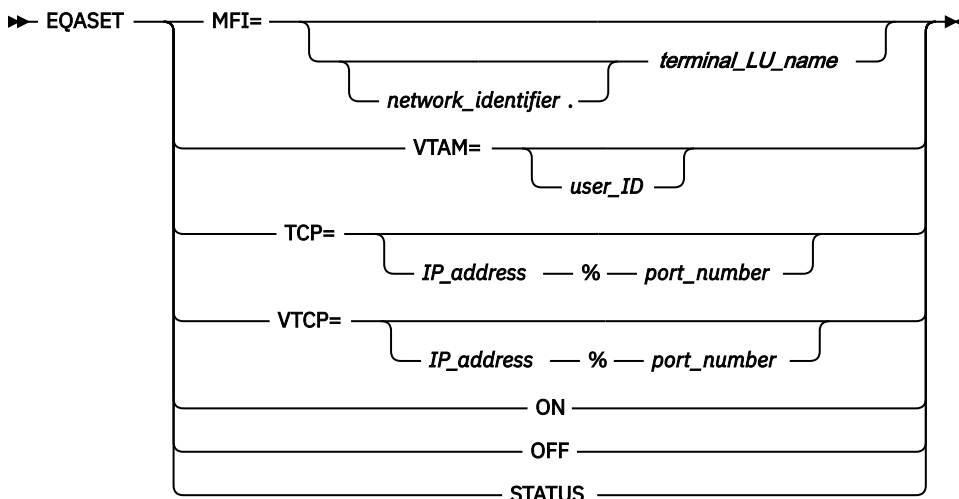 EQASET MFI=
terminal_LU_name
network_identifier .
VTAM=
user_ID
TCP=
IP_address % port_number
VTCP=
IP_address % port_number
ON
OFF
STATUS